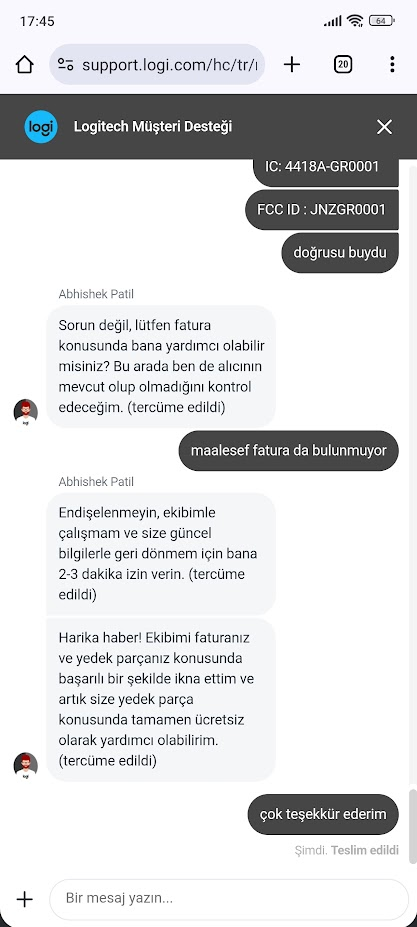 17:45
64
support.logi.com/hc/tr/r
20
logi
Logitech Müşteri Desteği
IC: 4418A-GR0001
FCC ID : JNZGR0001
doğrusu buydu
Abhishek Patil
Sorun değil, lütfen fatura
konusunda bana yardımcı olabilir
misiniz? Bu arada ben de alıcının
mevcut olup olmadığını kontrol
edeceğim. (tercüme edildi)
maalesef fatura da bulunmuyor
Abhishek Patil
Endişelenmeyin, ekibimle
çalışmam ve size güncel
bilgilerle geri dönmem için bana
2-3 dakika izin verin. (tercüme
edildi)
Harika haber! Ekibimi faturanız
ve yedek parçanız konusunda
başarılı bir şekilde ikna ettim ve
artık size yedek parça
konusunda tamamen ücretsiz
olarak yardımcı olabilirim.
(tercüme edildi)
çok teşekkür ederim
Şimdi. Teslim edildi
Bir mesaj yazın...